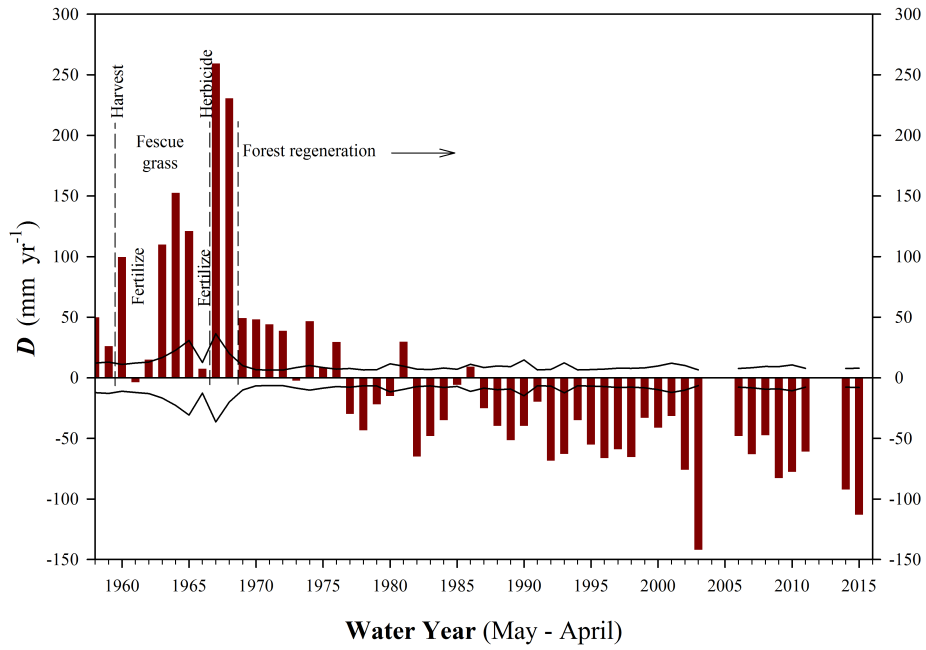 300
250
200
150
100
50
0
-50
-100
-150
300
250
200
150
100
50
0
-50
-100
-150
D (mm yr-1)
Harvest
Fescue
grass
Fertilize
Fertilize
Herbicide
Forest regeneration
1960 1965 1970 1975 1980 1985 1990 1995 2000 2005 2010 2015
Water Year (May - April)